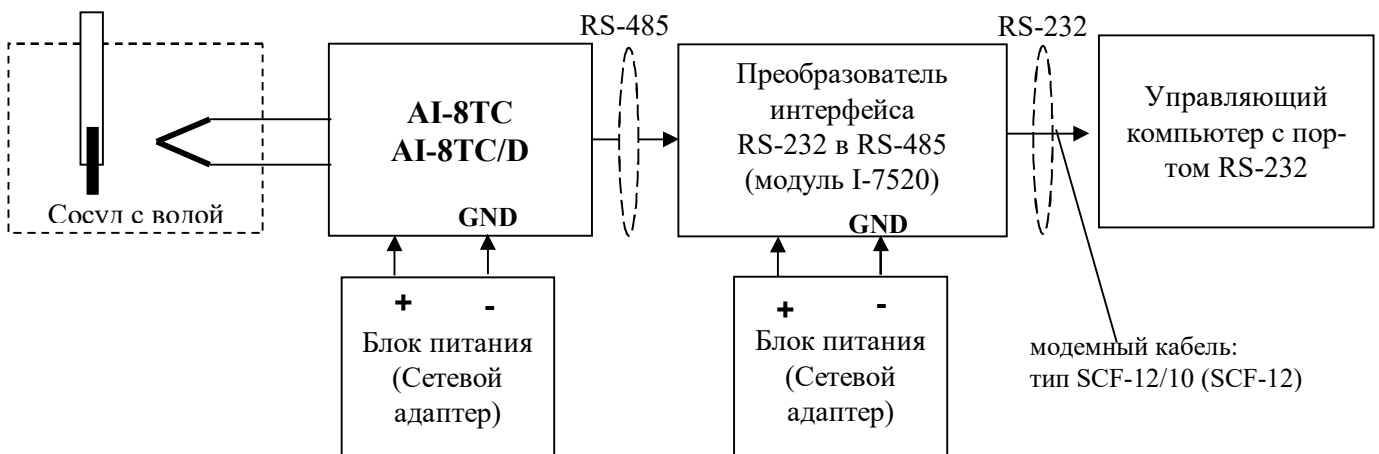 RS-485
RS-232
AI-8TC
AI-8TC/D
GND
Преобразователь
интерфейса
RS-232 в RS-485
(модуль I-7520)
GND
Управляющий
компьютер с пор-
том RS-232
Сосуд с водой
+ -
Блок питания
(Сетевой
адаптер)
+ -
Блок питания
(Сетевой
адаптер)
модемный кабель:
тип SCF-12/10 (SCF-12)